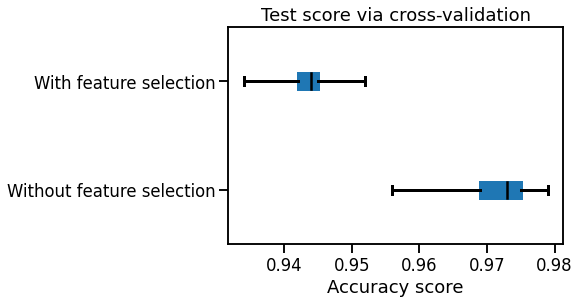 Test score via cross-validation
With feature selection
Without feature selection
0.94 0.95 0.96 0.97 0.98
Accuracy score